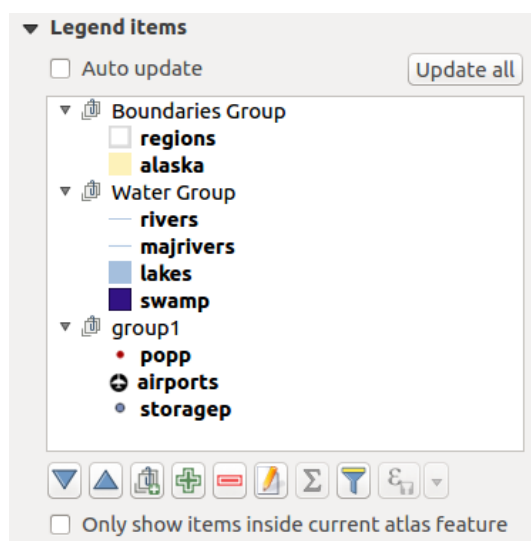 Legend items
Auto update
Update all
Boundaries Group
regions
alaska
Water Group
rivers
majrivers
lakes
swamp
group1
popp
airports
storagep
Σ
ε
Only show items inside current atlas feature